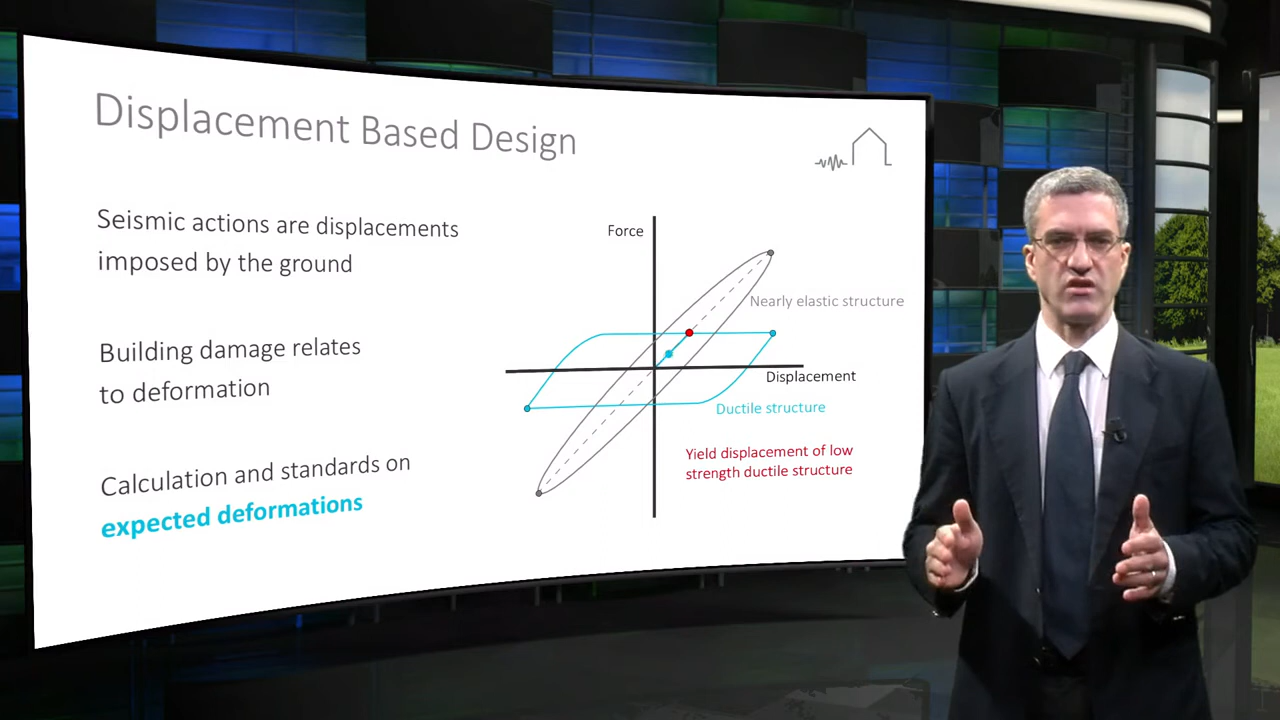 Displacement Based Design
Seismic actions are displacements
imposed by the ground
Building damage relates
to deformation
Calculation and standards on
expected deformations
Force
Nearly elastic structure
Displacement
Ductile structure
Yield displacement of low
strength ductile structure